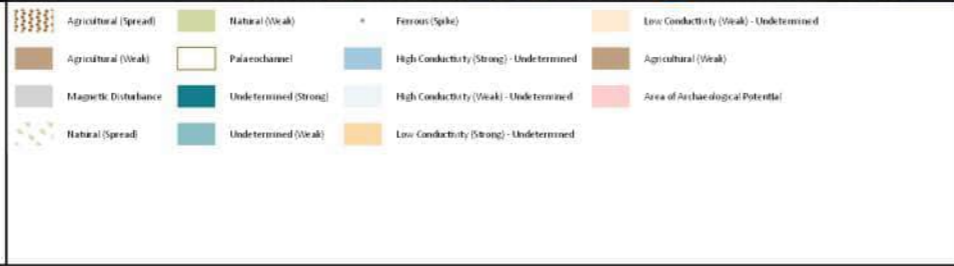 Agricultural (Spread)
Agricultural (Weak)
Magnetic Disturbance
Natural (Spread)
Natural (Weak)
Palaeochannel
Undetermined (Strong)
Undetermined (Weak)
Ferrous (Spike)
High Conductivity (Strong) - Undetermined
High Conductivity (Weak) - Undetermined
Low Conductivity (Strong) - Undetermined
Low Conductivity (Weak) - Undetermined
Agricultural (Weak)
Area of Archaeological Potential